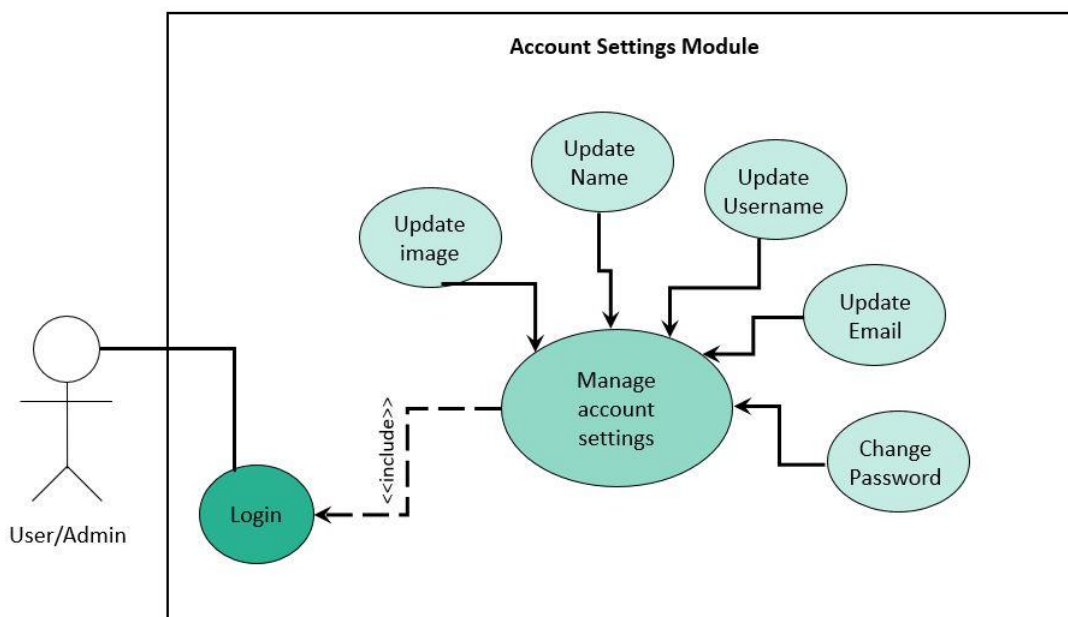 Account Settings Module
Update
Name
Update
Username
Update
image
Update
Email
Manage
account
settings
<<include>>
Change
Password
Login
User/Admin